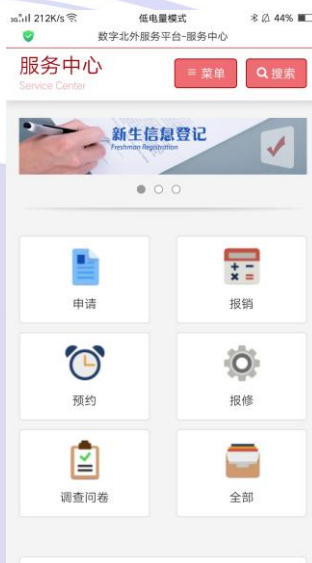 212K/s 低电量模式 44%
数字北外服务平台-服务中心
服务中心
Service Center
菜单
搜索
新生信息登记
Freshman Registration
申请
报销
预约
报修
调查问卷
全部